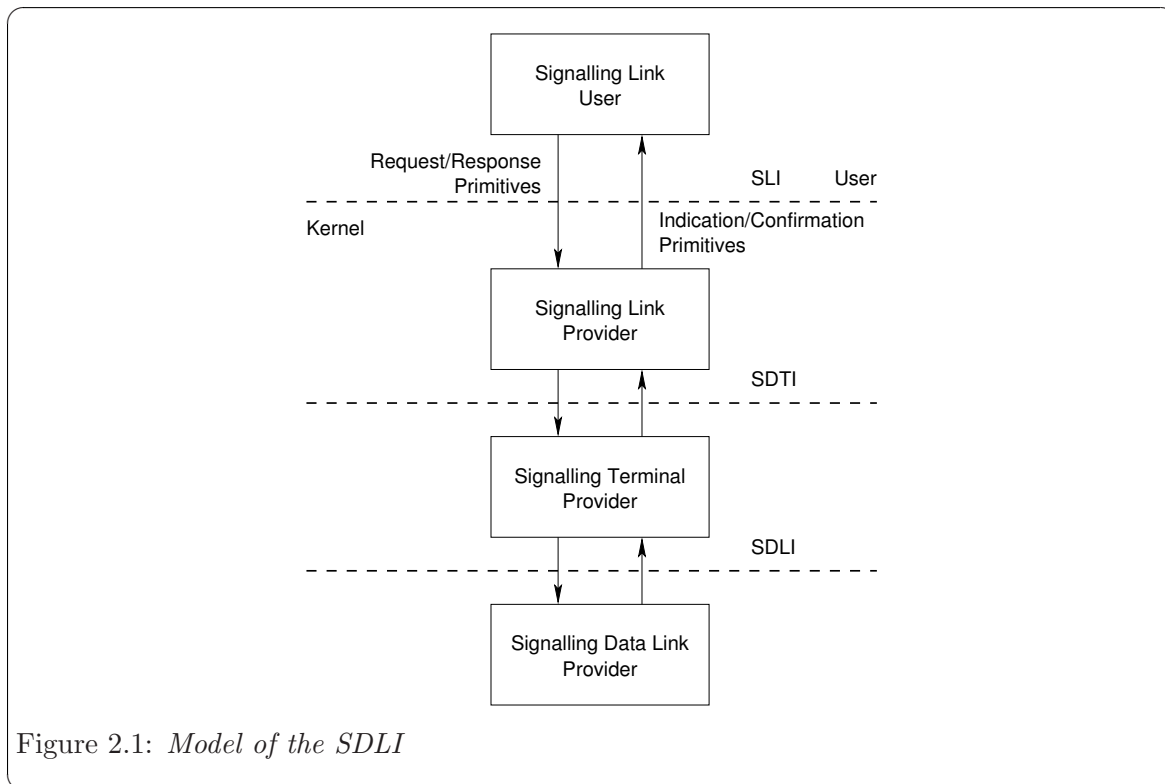 Signalling Link
User
Request/Response
Primitives
SLI User
Kernel
Indication/Confirmation
Primitives
Signalling Link
Provider
SDTI
Signalling Terminal
Provider
SDLI
Signalling Data Link
Provider
Figure 2.1: Model of the SDLI